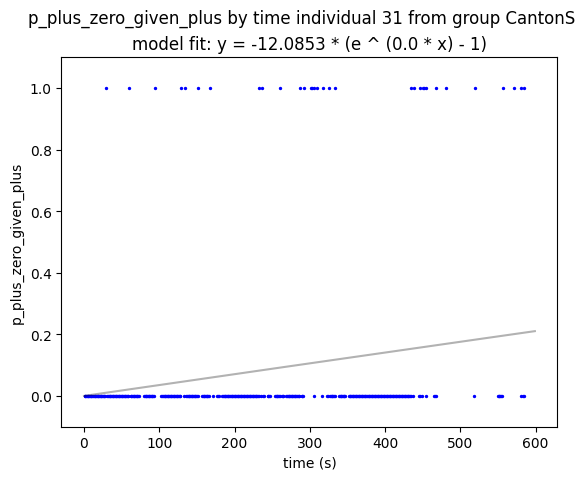 p_plus_zero_given_plus by time individual 31 from group CantonS
model fit: y = -12.0853 * (e ^ (0.0 * x) - 1)
1.0
0.8
0.6
0.4
0.2
0.0
p_plus_zero_given_plus
0 100 200 300 400 500 600
time (s)